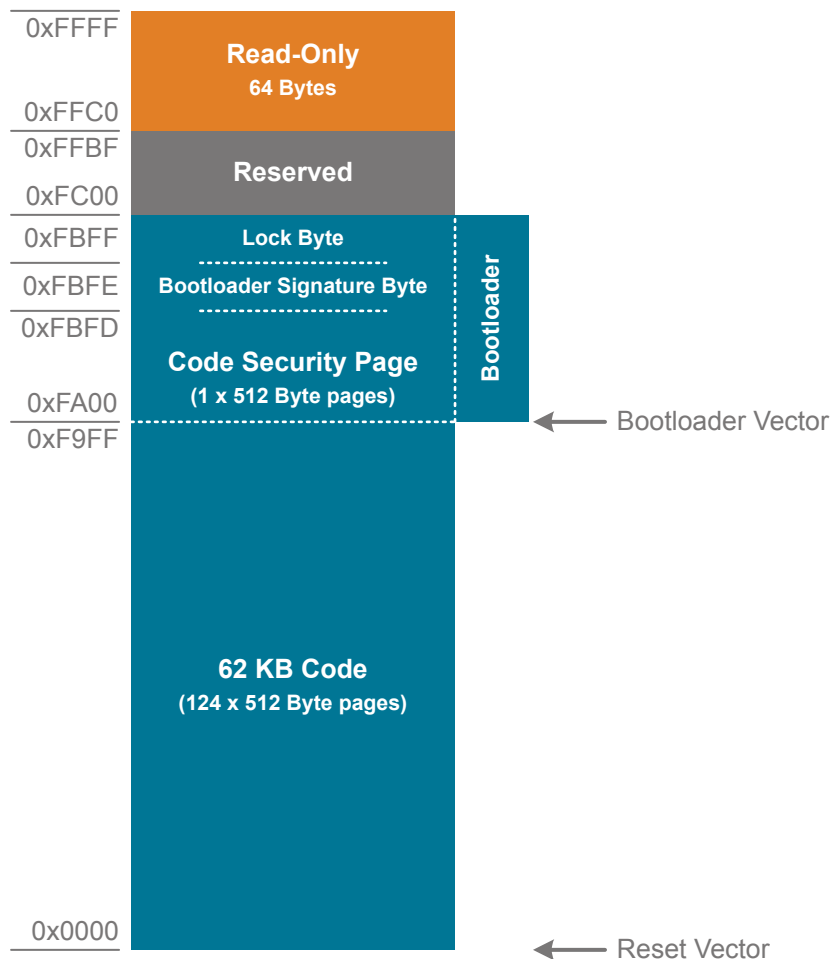 0xFFFF
Read-Only
64 Bytes
0xFFC0
0xFFBF
Reserved
0xFC00
0xFBFF
Lock Byte
0xFBFE
Bootloader Signature Byte
0xFBFD
Code Security Page
(1 x 512 Byte pages)
Bootloader
0xFA00
Bootloader Vector
0xF9FF
62 KB Code
(124 x 512 Byte pages)
0x0000
Reset Vector